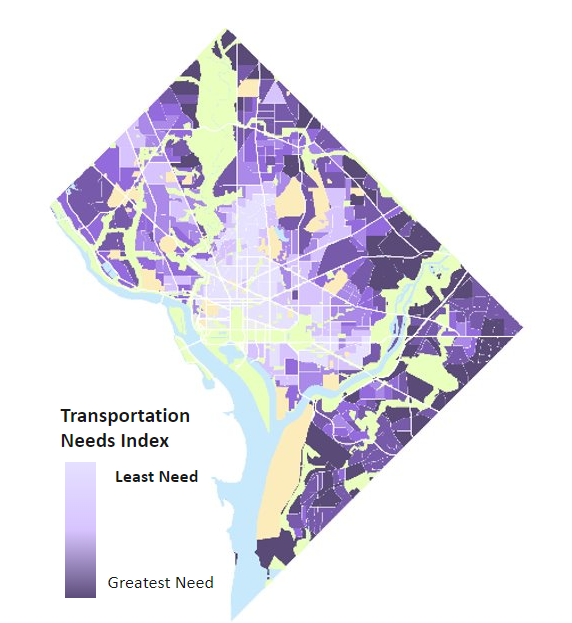 Transportation
Needs Index
Least Need
Greatest Need